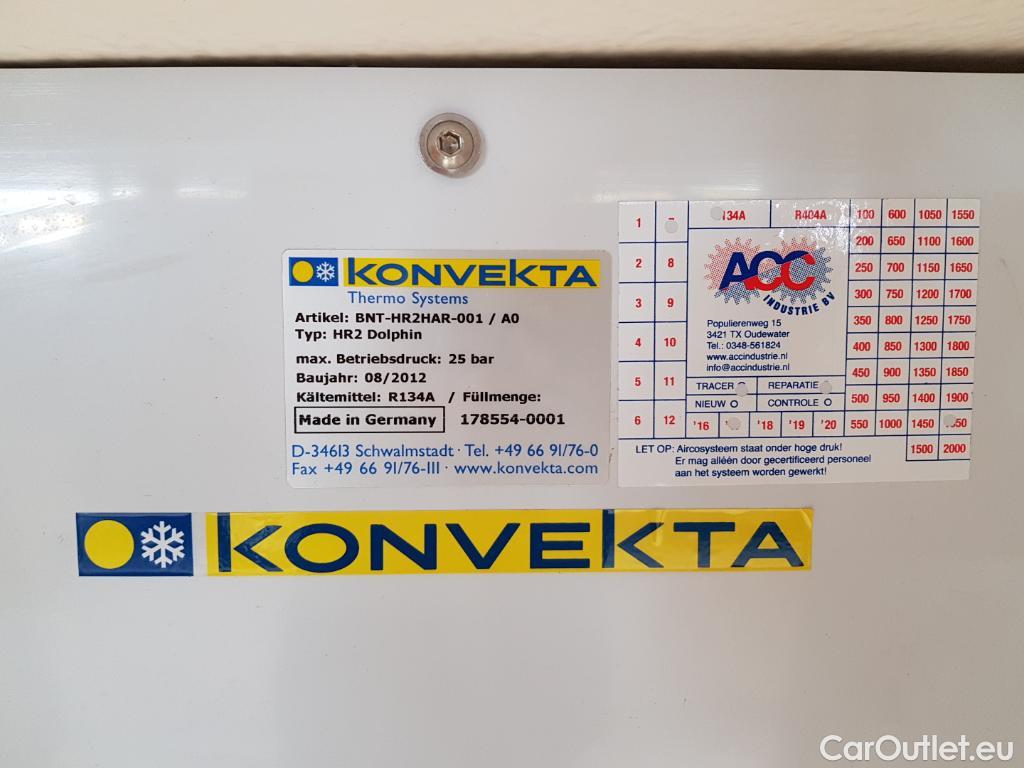 KONVEKTA
Thermo Systems
Artikel: BNT-HR2HAR-001 / A0
Typ: HR2 Dolphin
max. Betriebsdruck: 25 bar
Baujahr: 08/2012
Kältemittel: R134A / Füllmenge:
Made in Germany 178554-0001
D-34613 Schwalmstadt · Tel. +49 66 91/76-0
Fax +49 66 91/76-111 · www.konvekta.com
134A R404A 100 600 1050 1550
1
2 8 200 650 1100 1600
250 700 1150 1650
3 9 300 750 1200 1700
4 10 350 800 1250 1750
400 850 1300 1800
5 11 450 900 1350 1850
500 950 1400 1900
6 12 '16 '18 '19 '20 550 1000 1450
1500 2000
ACC
INDUSTRIE BV
Populierenweg 15
3421 TX Oudewater
Tel.: 0348-561824
www.accindustrie.nl
info@accindustrie.nl
TRACER REPARATIE
NIEUW O CONTROLE O
LET OP: Aircosysteem staat onder hoge druk!
Er mag alléén door gecertificeerd personeel
aan het systeem worden gewerkt!
KONVEKTA
CarOutlet.eu